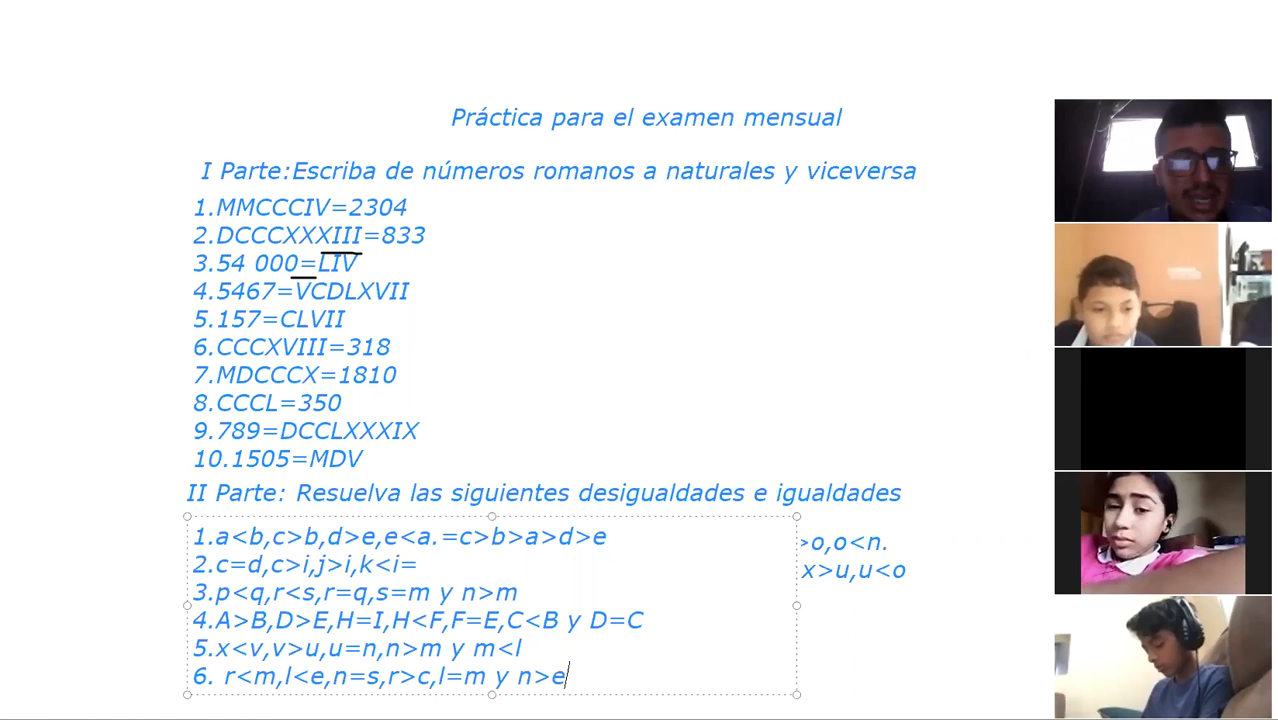 Práctica para el examen mensual
I Parte:Escriba de números romanos a naturales y viceversa
1.MMCCCIV=2304
2.DCCCXXXIII=833
3.54 000=LIV
4.5467=VCDLXVII
5.157=CLVII
6.CCCXVIII=318
7.MDCCCX=1810
8.CCCL=350
9.789=DCCLXXXIX
10.1505=MDV
II Parte: Resuelva las siguientes desigualdades e igualdades
1.a<b,c>b,d>e,e<a.=c>b>a>d>e
2.c=d,c>i,j>i,k<i=
3.p<q,r<s,r=q,s=m y n>m
4.A>B,D>E,H=I,H<F,F=E,C<B y D=C
5.x<v,v>u,u=n,n>m y m<l
6. r<m,l<e,n=s,r>c,l=m y n>e
>o,o<n.
x>u,u<o